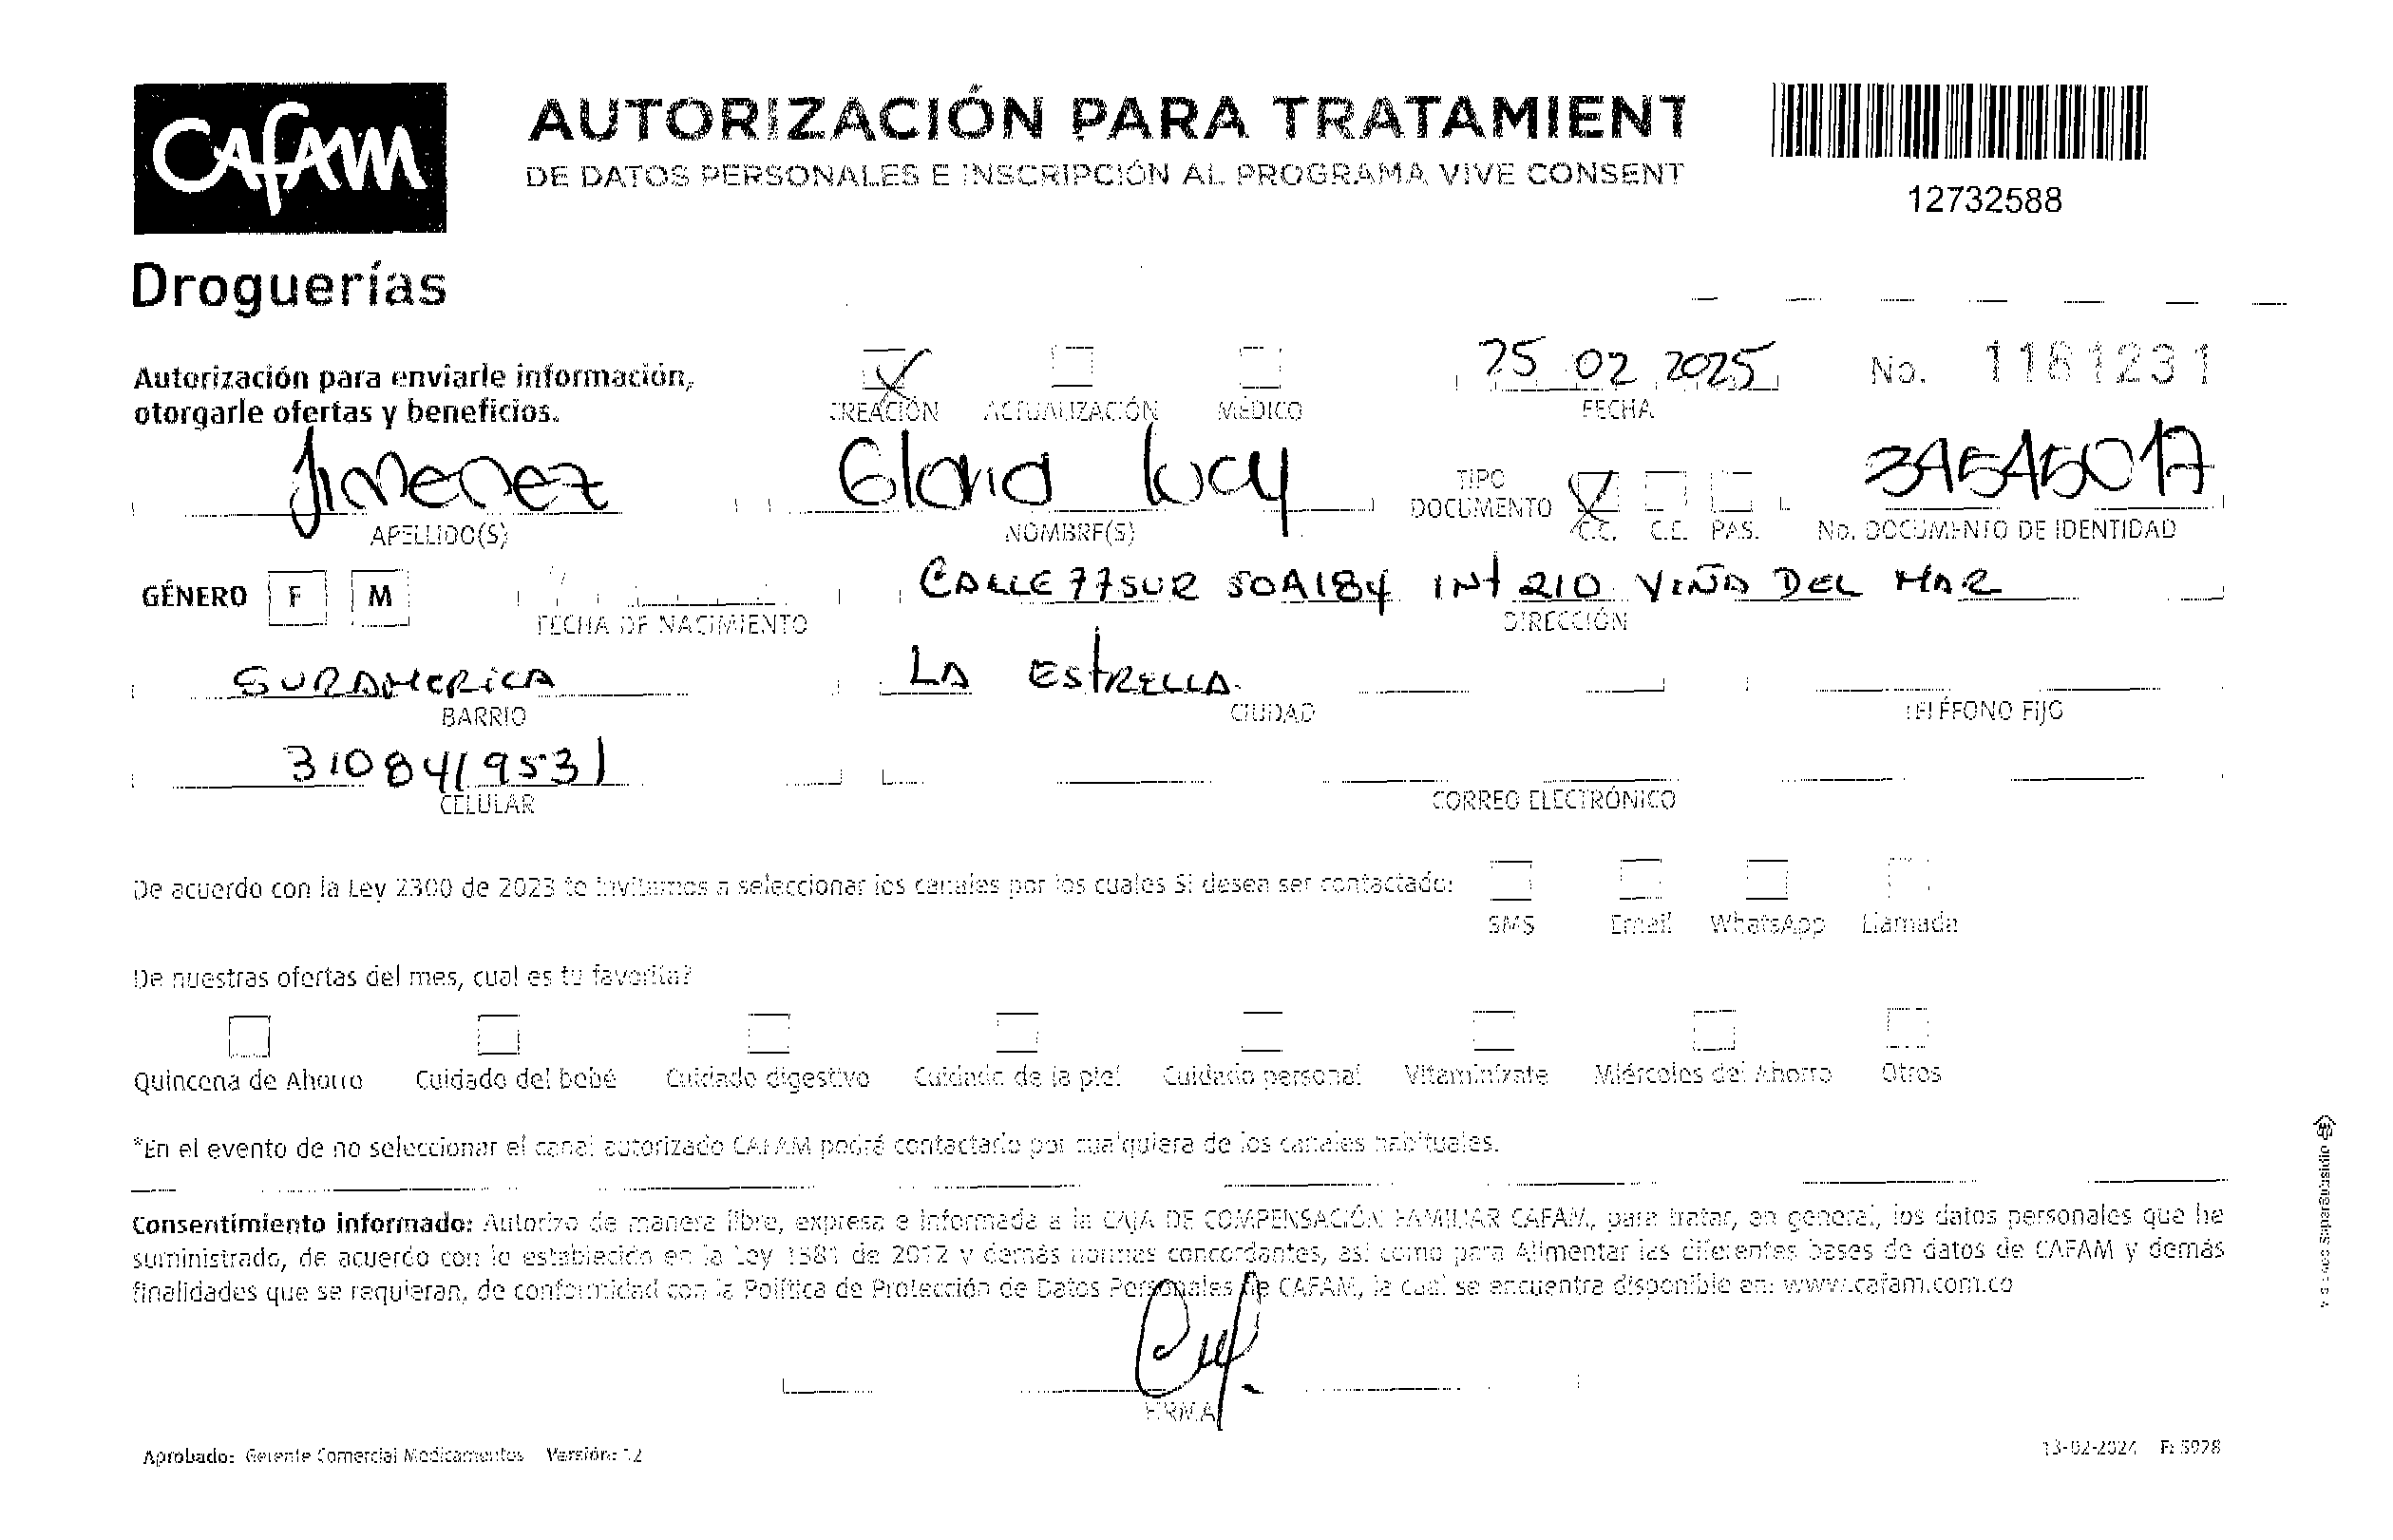 CAFAM
AUTORIZACIÓN PARA TRATAMIENT
DE DATOS PERSONALES E INSCRIPCIÓN AL PROGRAMA VIVE CONSENT
12732588
Droguerías
Autorización para enviarle información,
otorgarle ofertas y beneficios.
CREACIÓN ACTUALIZACIÓN MÉDICO
25 02 2025
FECHA
No. 1161231
Jimenez Gloria Lucy
APELLIDO(S) NOMBRE(S)
TIPO
DOCUMENTO C.C. C.E. PAS.
No. DOCUMENTO DE IDENTIDAD
GÉNERO F M
FECHA DE NACIMIENTO
CALLE 77SUR 50A184 INT 210 VIÑA DEL MAR
DIRECCIÓN
SURAMERICA LA ESTRELLA
BARRIO CIUDAD TELÉFONO FIJO
3108419531
CELULAR CORREO ELECTRÓNICO
De acuerdo con la Ley 2300 de 2023 te invitamos a seleccionar los canales por los cuales Si desea ser contactado:
SMS Email WhatsApp Llamada
De nuestras ofertas del mes, cual es tu favorita?
Quincena de Ahorro Cuidado del bebé Cuidado digestivo Cuidado de la piel Cuidado personal Vitaminízate Miércoles del Ahorro Otros
*En el evento de no seleccionar el canal autorizado CAFAM podrá contactarlo por cualquiera de los canales habituales.
Consentimiento informado: Autorizo de manera libre, expresa e informada a la CAJA DE COMPENSACIÓN FAMILIAR CAFAM, para tratar, en general, los datos personales que he
suministrado, de acuerdo con lo establecido en la Ley 1581 de 2012 y demás normas concordantes, así como para Alimentar las diferentes bases de datos de CAFAM y demás
finalidades que se requieran, de conformidad con la Política de Protección de Datos Personales de CAFAM, la cual se encuentra disponible en: www.cafam.com.co
FIRMA
Aprobado: Gerente Comercial Medicamentos Versión: 12
13-02-2024 F: 5928